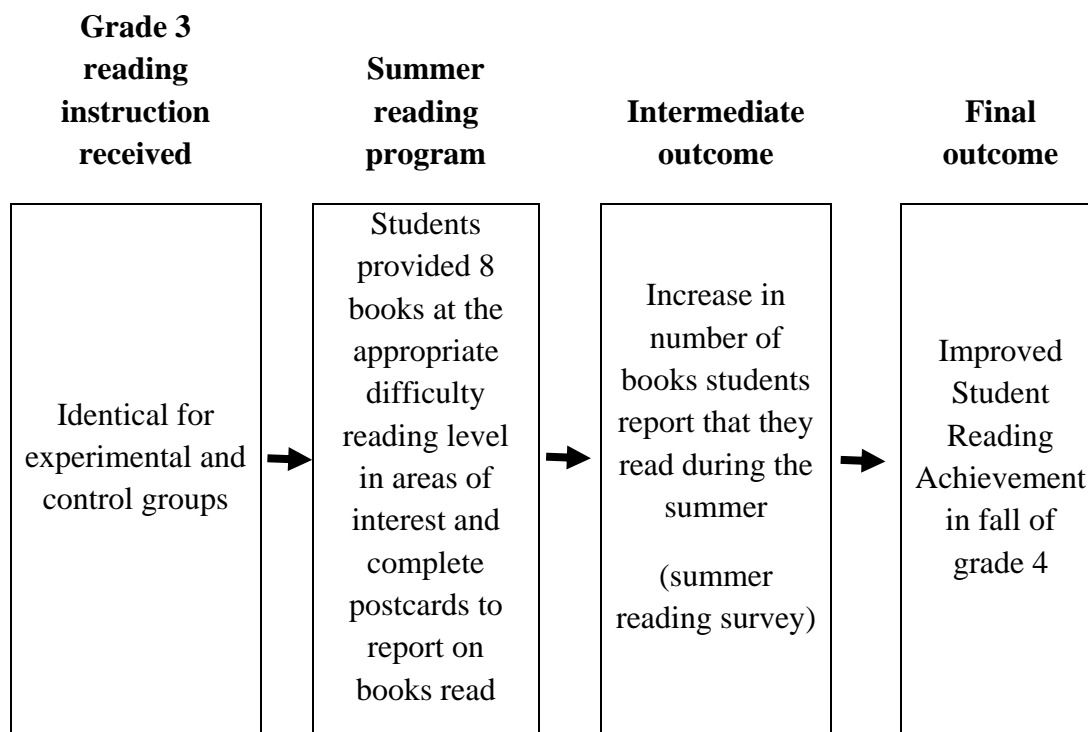 Grade 3
reading
instruction
received
Summer
reading
program
Intermediate
outcome
Final
outcome
Identical for
experimental and
control groups
Students
provided 8
books at the
appropriate
difficulty
reading level
in areas of
interest and
complete
postcards to
report on
books read
Increase in
number of
books students
report that they
read during the
summer
(summer
reading survey)
Improved
Student
Reading
Achievement
in fall of
grade 4